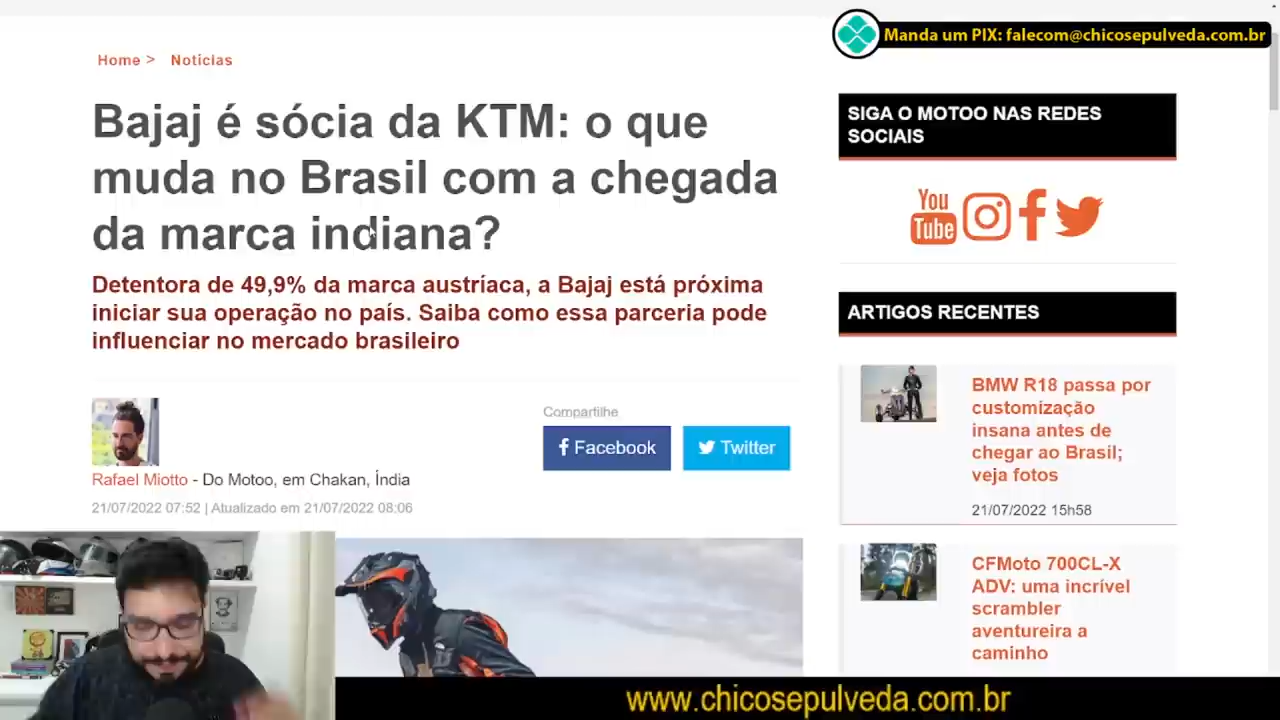 Manda um PIX: falecom@chicosepulveda.com.br
Home > Notícias
Bajaj é sócia da KTM: o que
muda no Brasil com a chegada
da marca indiana?
Detentora de 49,9% da marca austríaca, a Bajaj está próxima
iniciar sua operação no país. Saiba como essa parceria pode
influenciar no mercado brasileiro
Compartilhe
Facebook
Twitter
Rafael Miotto - Do Motoo, em Chakan, Índia
21/07/2022 07:52 | Atualizado em 21/07/2022 08:06
SIGA O MOTOO NAS REDES
SOCIAIS
You
Tube
ARTIGOS RECENTES
BMW R18 passa por
customização
insana antes de
chegar ao Brasil;
veja fotos
21/07/2022 15h58
CFMoto 700CL-X
ADV: uma incrível
scrambler
aventureira a
caminho
www.chicosepulveda.com.br